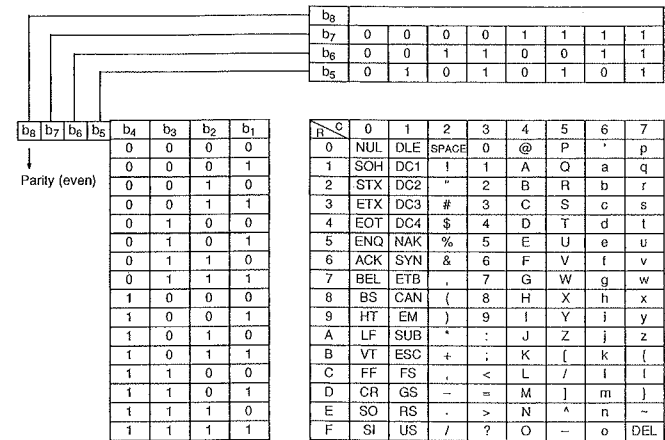 b8
b7 0 0 0 0 1 1 1 1
b6 0 0 1 1 0 0 1 1
b5 0 1 0 1 0 1 0 1
b8 b7 b6 b5 b4 b3 b2 b1 R C 0 1 2 3 4 5 6 7
0 0 0 0 0 NUL DLE SPACE 0 @ P ' p
0 0 0 1 1 SOH DC1 ! 1 A Q a q
Parity (even)
0 0 1 0 2 STX DC2 " 2 B R b r
0 0 1 1 3 ETX DC3 # 3 C S c s
0 1 0 0 4 EOT DC4 $ 4 D T d t
0 1 0 1 5 ENQ NAK % 5 E U e u
0 1 1 0 6 ACK SYN & 6 F V f v
0 1 1 1 7 BEL ETB , 7 G W g w
1 0 0 0 8 BS CAN ( 8 H X h x
1 0 0 1 9 HT EM ) 9 I Y i y
1 0 1 0 A LF SUB * : J Z j z
1 0 1 1 B VT ESC + ; K [ k {
1 1 0 0 C FF FS , < L / l |
1 1 0 1 D CR GS – = M ] m }
1 1 1 0 E SO RS . > N ^ n ~
1 1 1 1 F SI US / ? O – o DEL